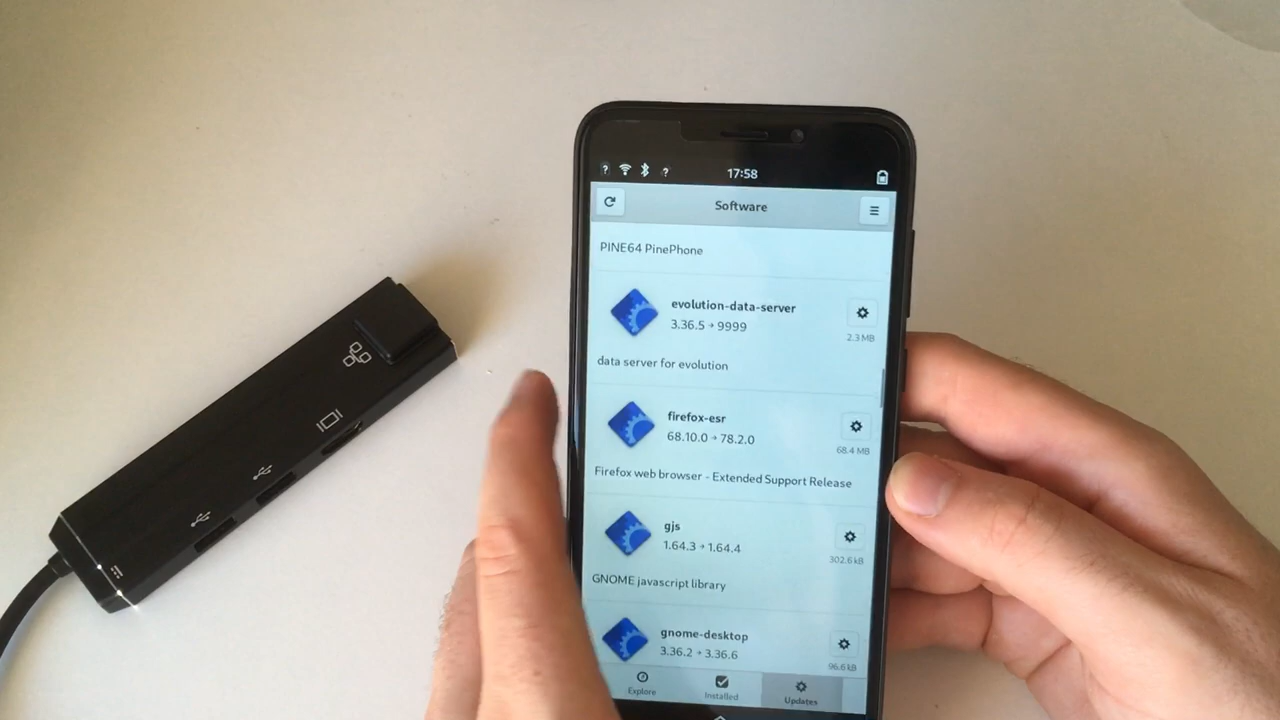 ? ?
17:58
Software
PINE64 PinePhone
evolution-data-server
3.36.5 → 9999
2.3 MB
data server for evolution
firefox-esr
68.10.0 → 78.2.0
68.4 MB
Firefox web browser - Extended Support Release
gjs
1.64.3 → 1.64.4
302.6 kB
GNOME javascript library
gnome-desktop
3.36.2 → 3.36.6
96.6 kB
Explore
Installed
Updates